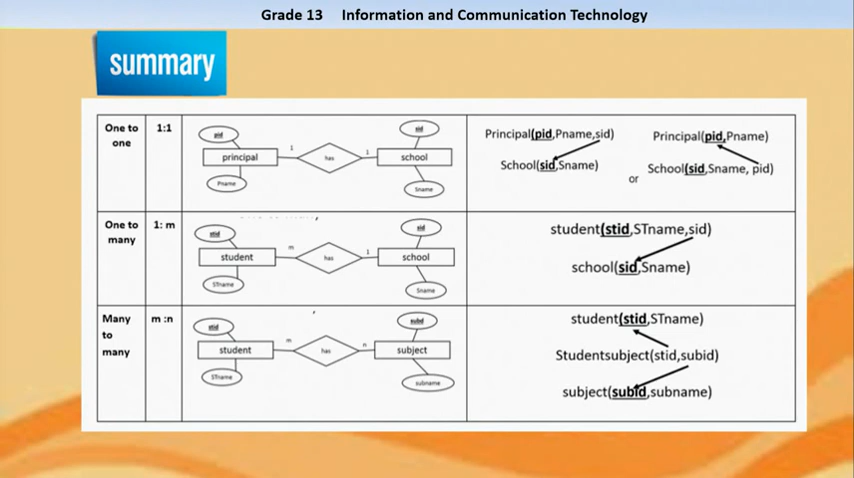 Grade 13 Information and Communication Technology
summary
One to
one
1:1
pid
principal
Pname
1
has
1
sid
school
Sname
Principal(pid,Pname,sid)
School(sid,Sname)
or
Principal(pid,Pname)
School(sid,Sname, pid)
One to
many
1: m
stid
student
STname
m
has
1
sid
school
Sname
student(stid,STname,sid)
school(sid,Sname)
Many
to
many
m :n
stid
student
STname
m
has
n
subid
subject
subname
student(stid,STname)
Studentsubject(stid,subid)
subject(subid,subname)